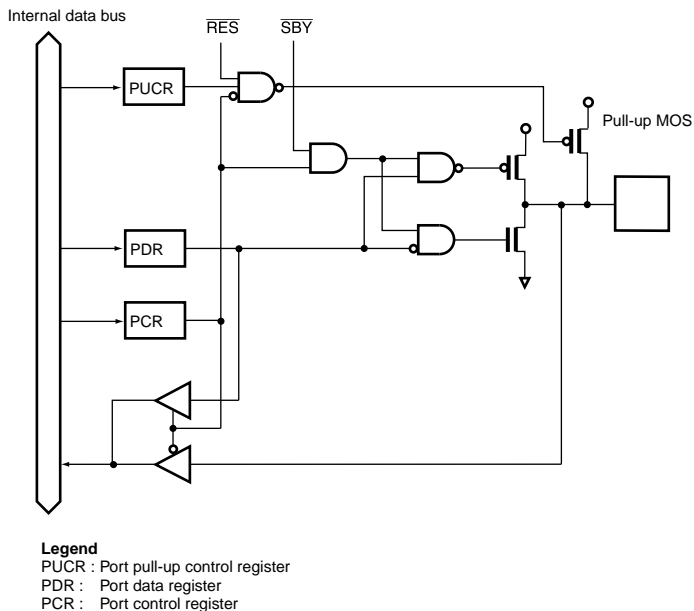 Internal data bus
RES
SBY
PUCR
Pull-up MOS
PDR
PCR
Legend
PUCR : Port pull-up control register
PDR : Port data register
PCR : Port control register